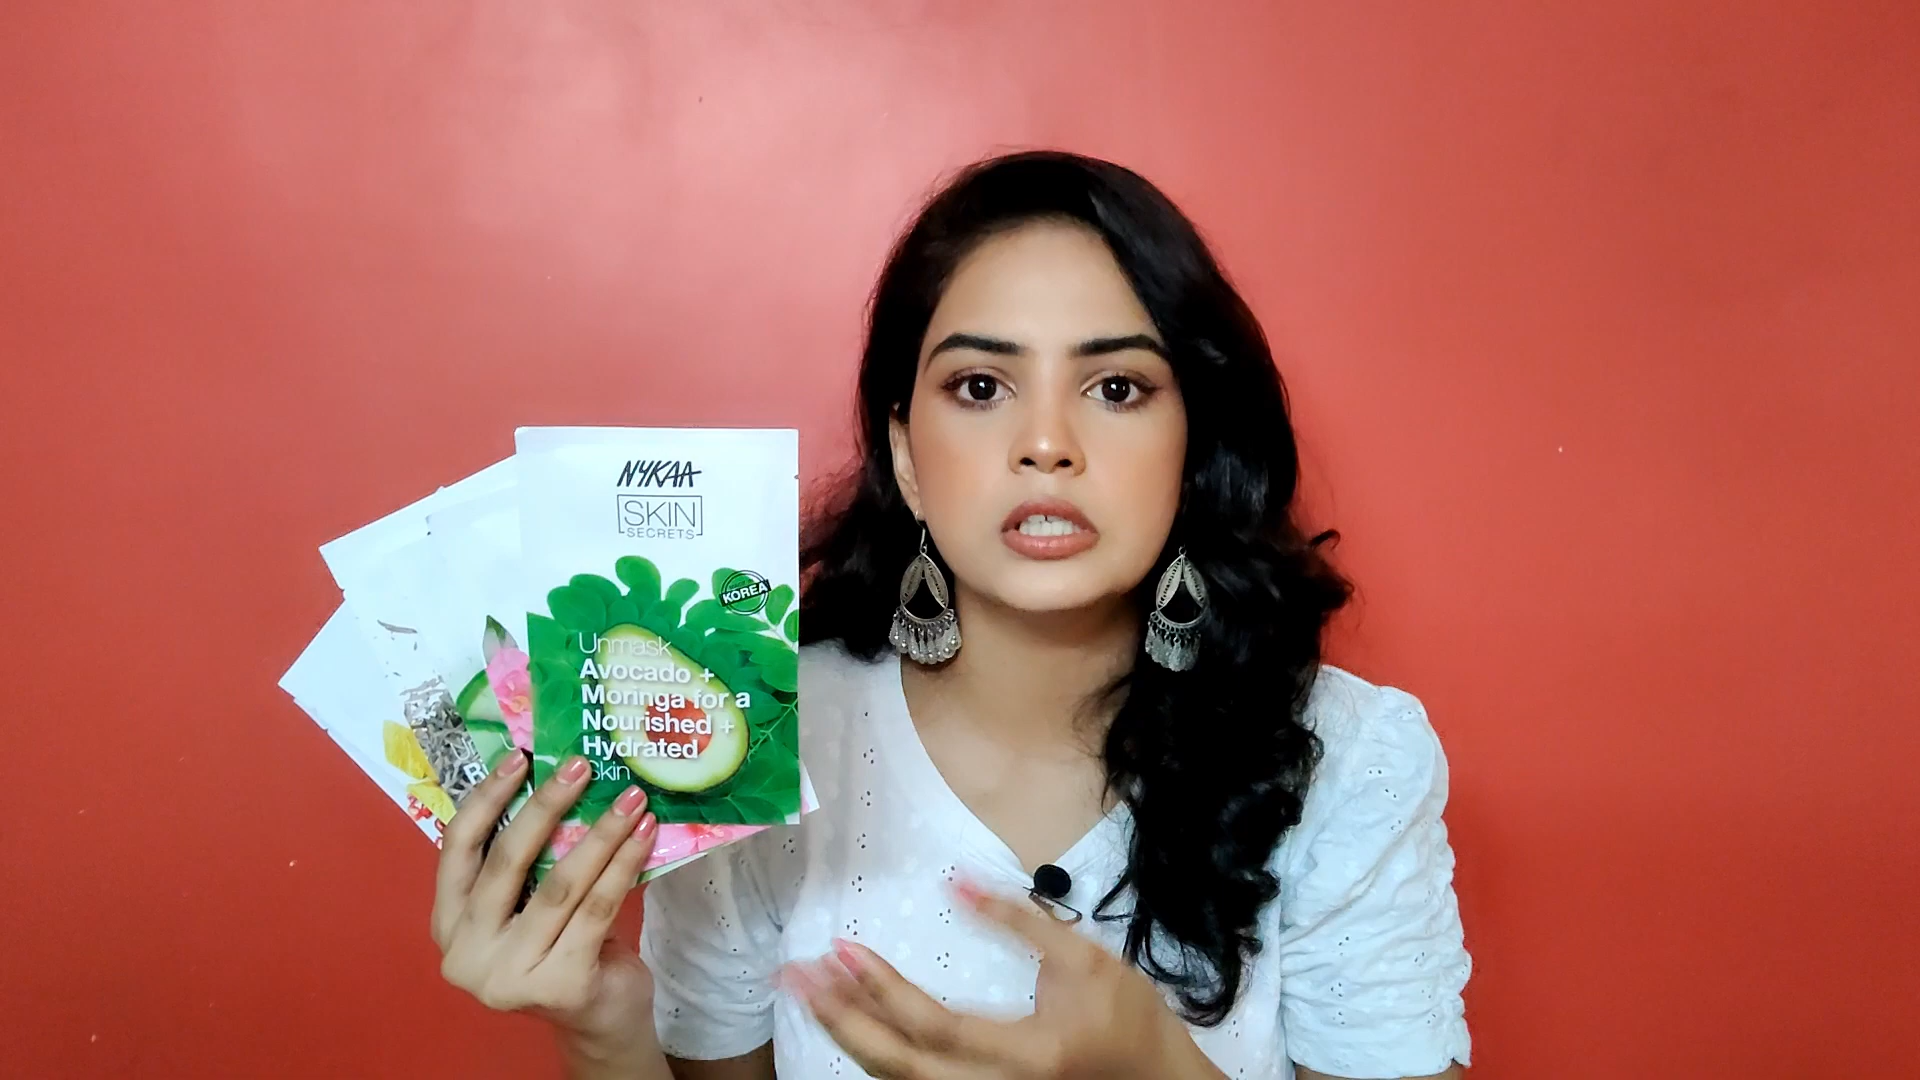 NYKAA
SKIN
SECRETS
KOREA
Unmask
Avocado +
Moringa for a
Nourished +
Hydrated
Skin